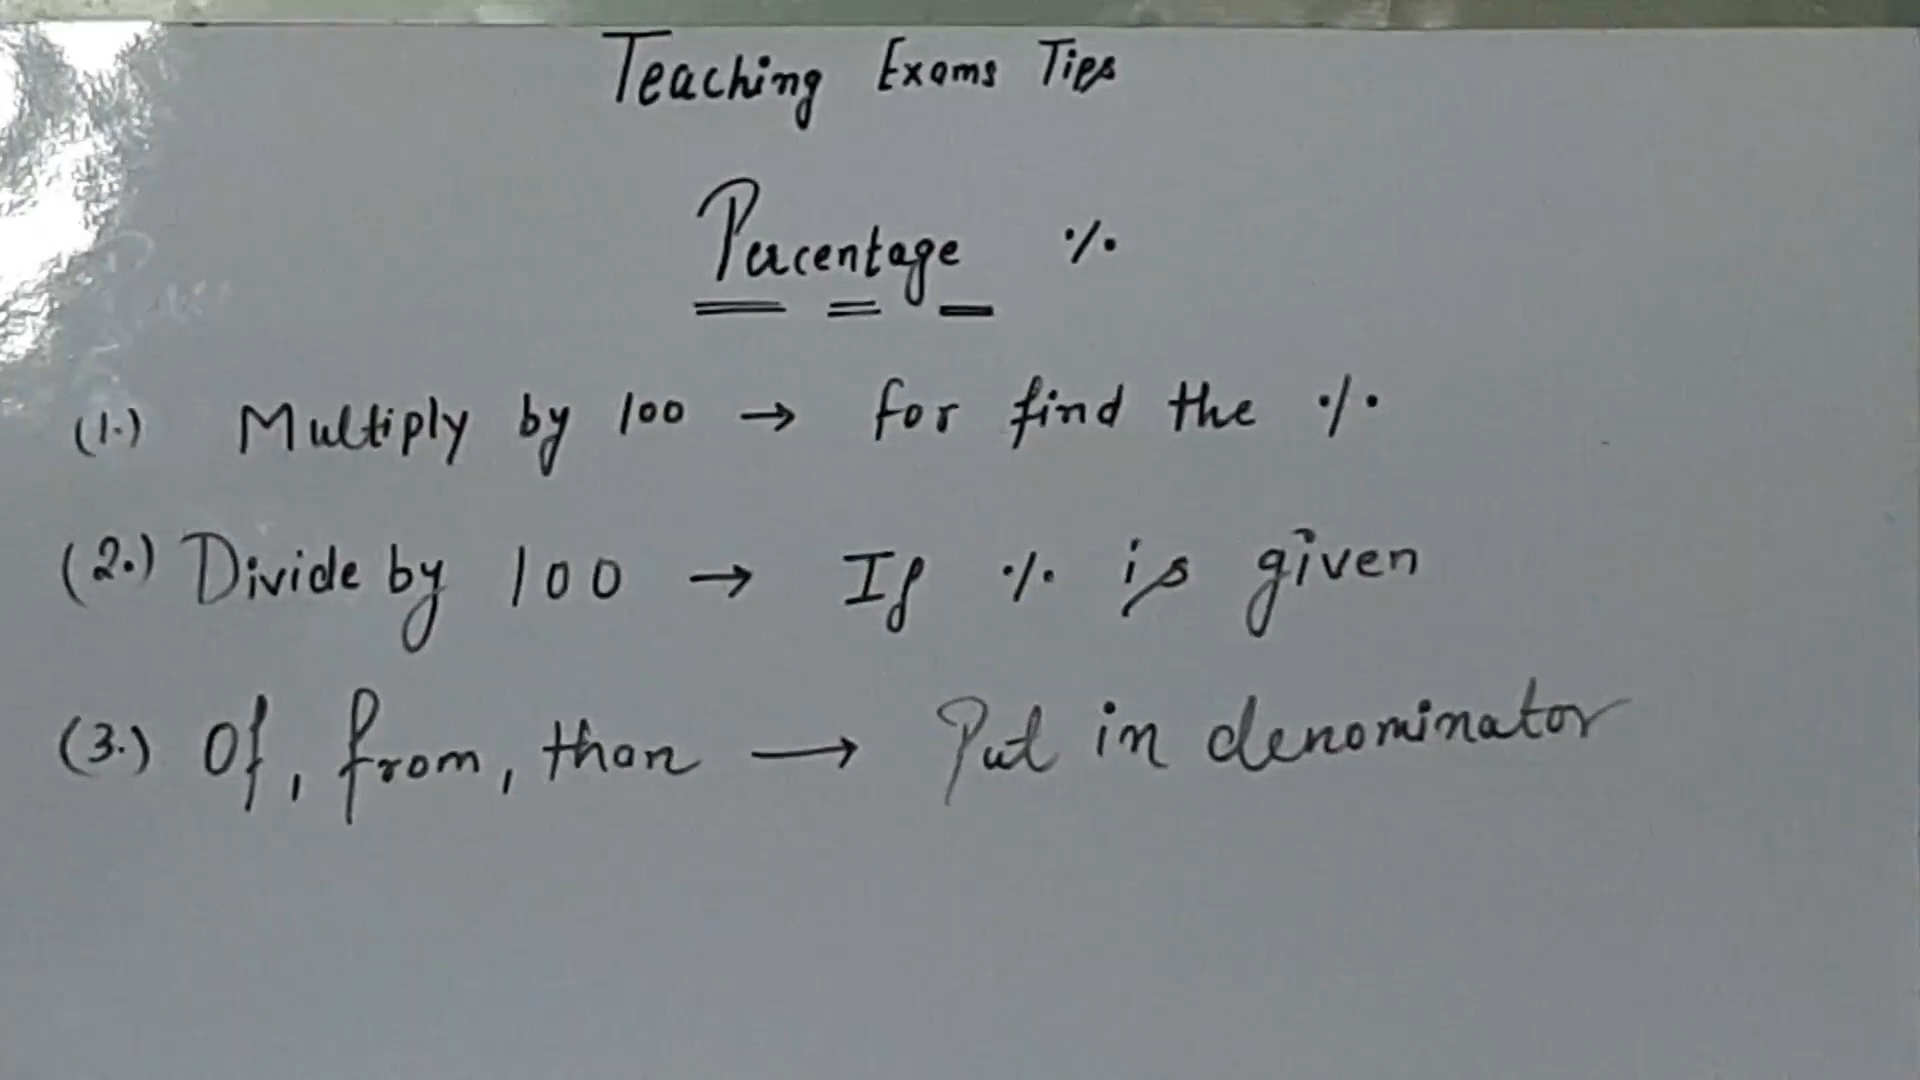 Teaching Exams Tips
Percentage %
(1.) Multiply by 100 → for find the %
(2.) Divide by 100 → If % is given
(3.) Of, from, than → Put in denominator